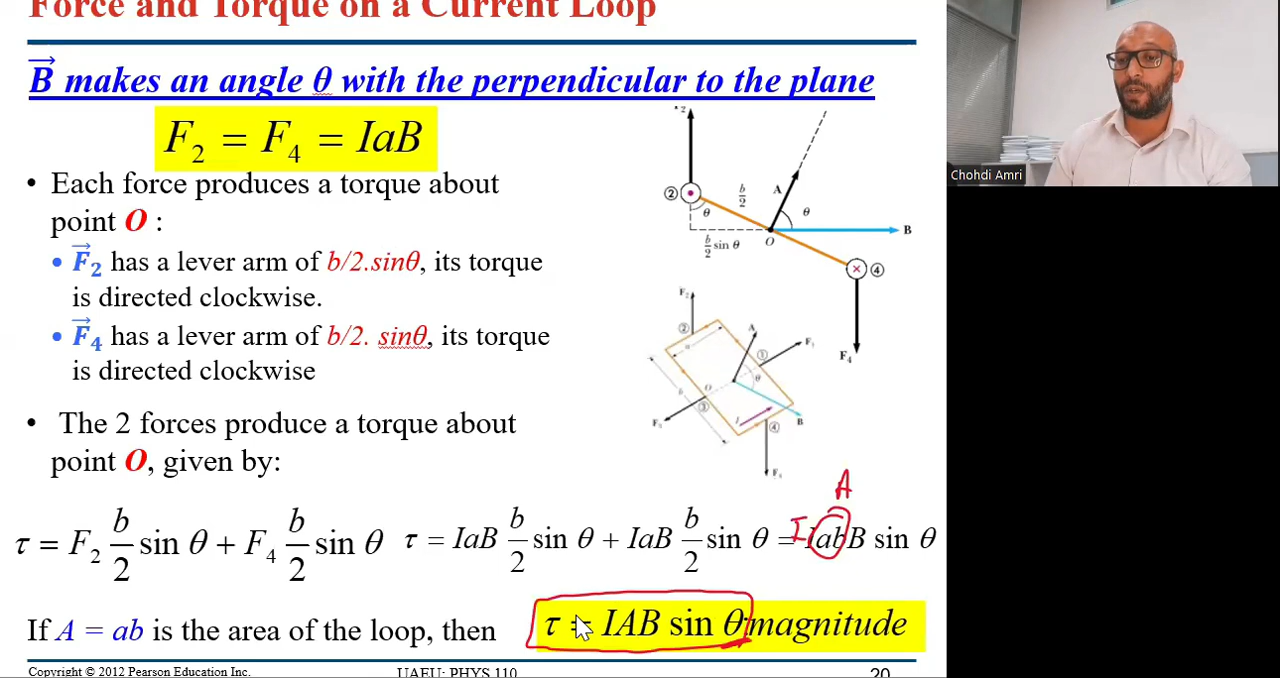 Force and Torque on a Current Loop
B makes an angle θ with the perpendicular to the plane
F₂ = F₄ = IaB
• Each force produces a torque about
point O :
• F₂ has a lever arm of b/2.sinθ, its torque
is directed clockwise.
• F₄ has a lever arm of b/2. sinθ, its torque
is directed clockwise
• The 2 forces produce a torque about
point O, given by:
τ = F₂ b/2 sin θ + F₄ b/2 sin θ
τ = IaB b/2 sin θ + IaB b/2 sin θ = IabB sin θ
I
A
If A = ab is the area of the loop, then
τ = IAB sin θ magnitude
Copyright © 2012 Pearson Education Inc.
UAEU: PHYS 110
20
②
b/2
A
θ
θ
B
b/2 sin θ
O
④
F₄
F₂
②
A
a
①
F₁
θ
b
O
③
F₃
I
B
④
F₄
Chohdi Amri